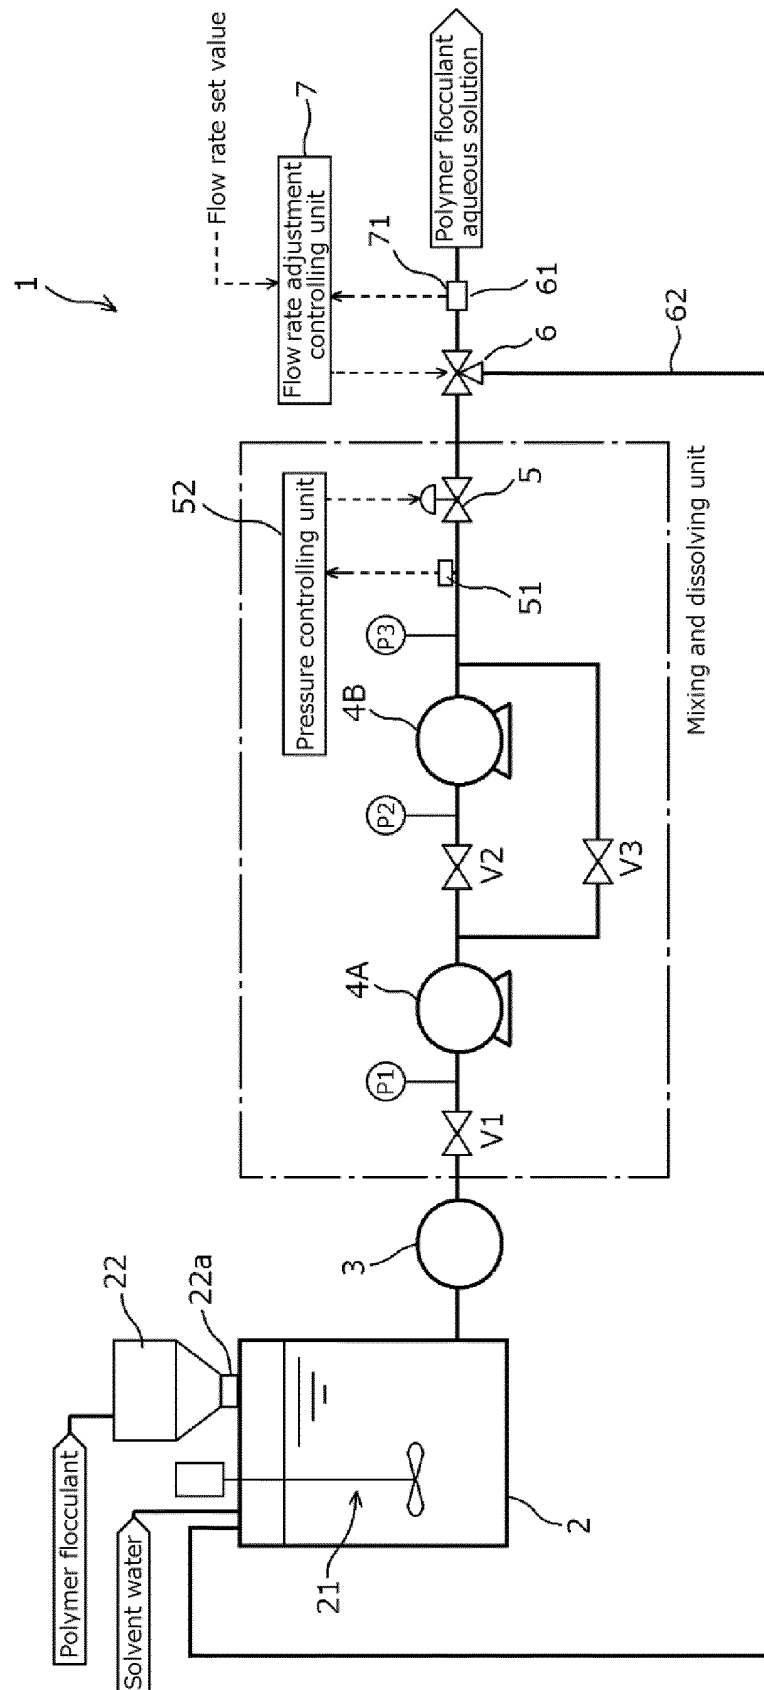 1
Flow rate set value
7
Flow rate adjustment
controlling unit
71
61
6
62
Polymer flocculant
aqueous solution
52
Pressure controlling unit
5
51
P3
4B
P2
V2
V3
4A
P1
V1
Mixing and dissolving unit
3
22
22a
Polymer flocculant
Solvent water
21
2